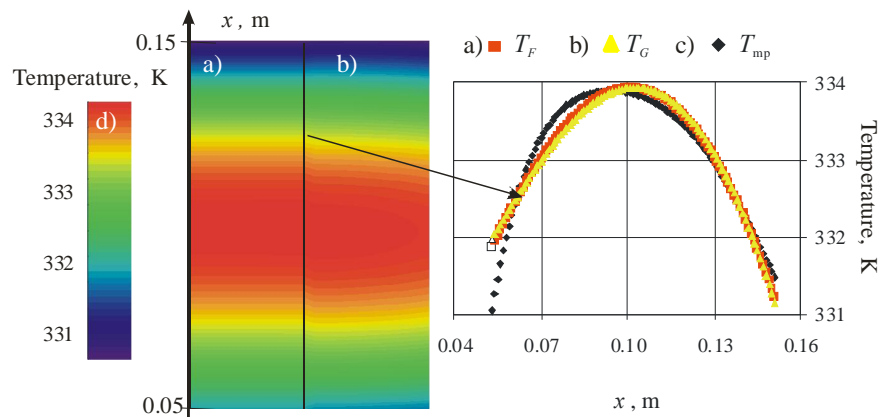 x, m
0.15
a) b)
Temperature, K
d)
334
333
332
331
0.05
a) T_F b) T_G c) T_mp
334
333
332
331
Temperature, K
0.04 0.07 0.10 0.13 0.16
x, m